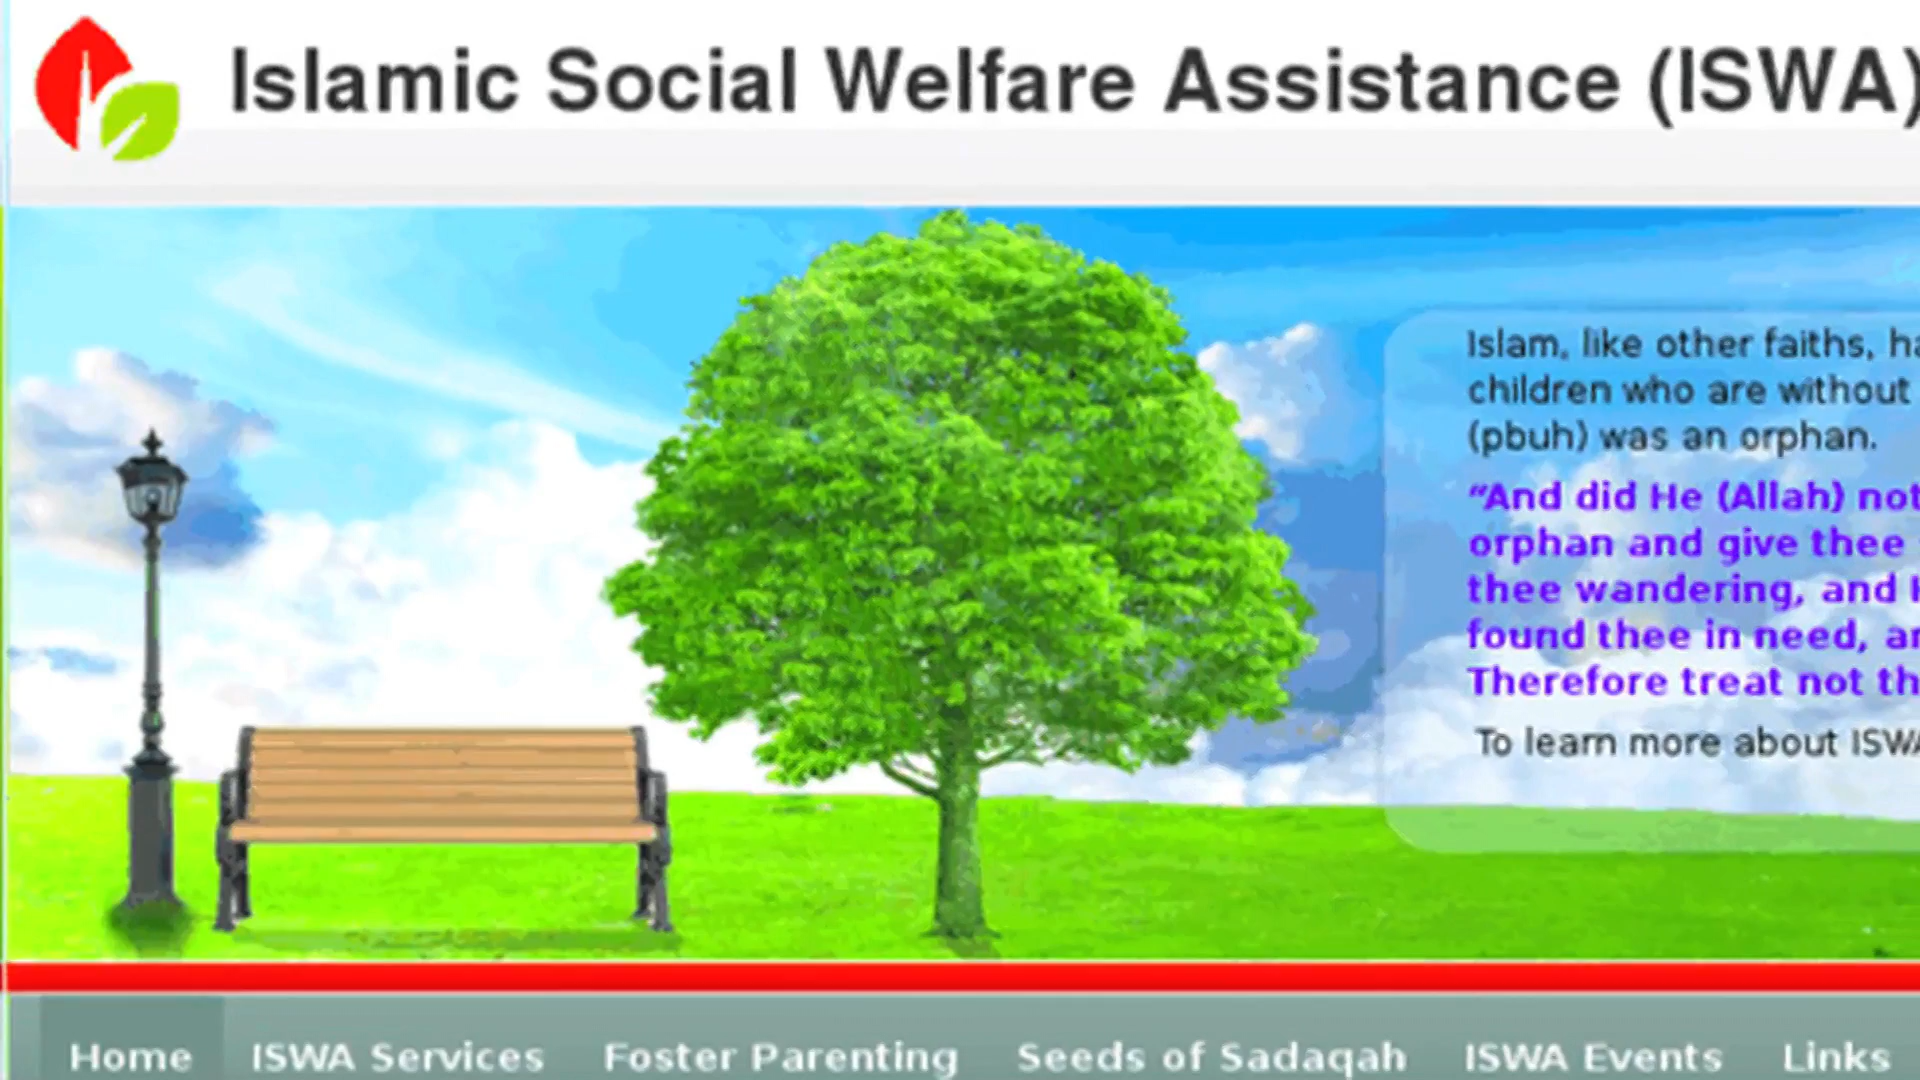 Islamic Social Welfare Assistance (ISWA)
Islam, like other faiths, ha
children who are without
(pbuh) was an orphan.
“And did He (Allah) not
orphan and give thee
thee wandering, and H
found thee in need, an
Therefore treat not th
To learn more about ISWA
Home ISWA Services Foster Parenting Seeds of Sadaqah ISWA Events Links